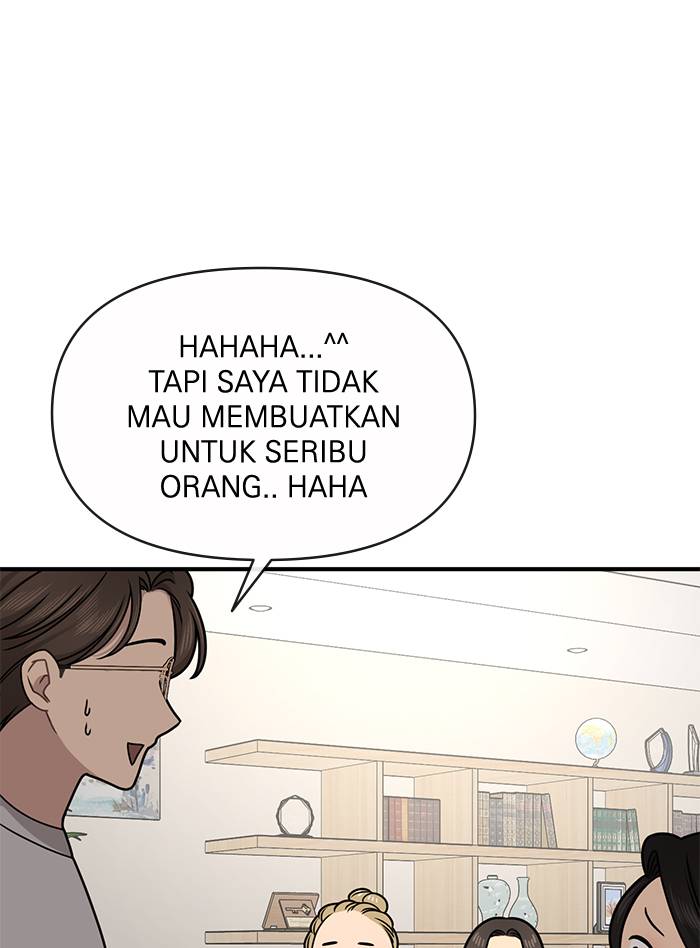 HAHAHA...^^
TAPI SAYA TIDAK
MAU MEMBUATKAN
UNTUK SERIBU
ORANG.. HAHA